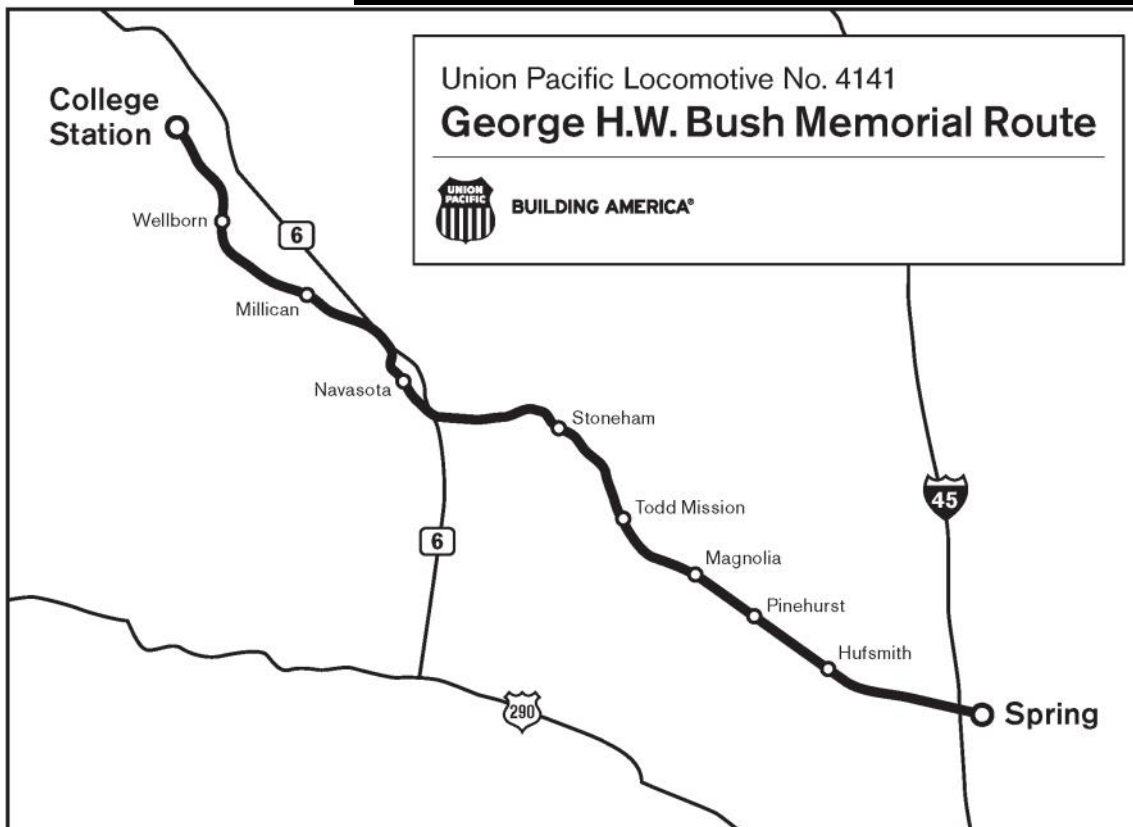 Union Pacific Locomotive No. 4141
George H.W. Bush Memorial Route
UNION
PACIFIC
BUILDING AMERICA®
College
Station
Wellborn
6
Millican
Navasota
Stoneham
45
Todd Mission
6
Magnolia
Pinehurst
Hufsmith
290
Spring